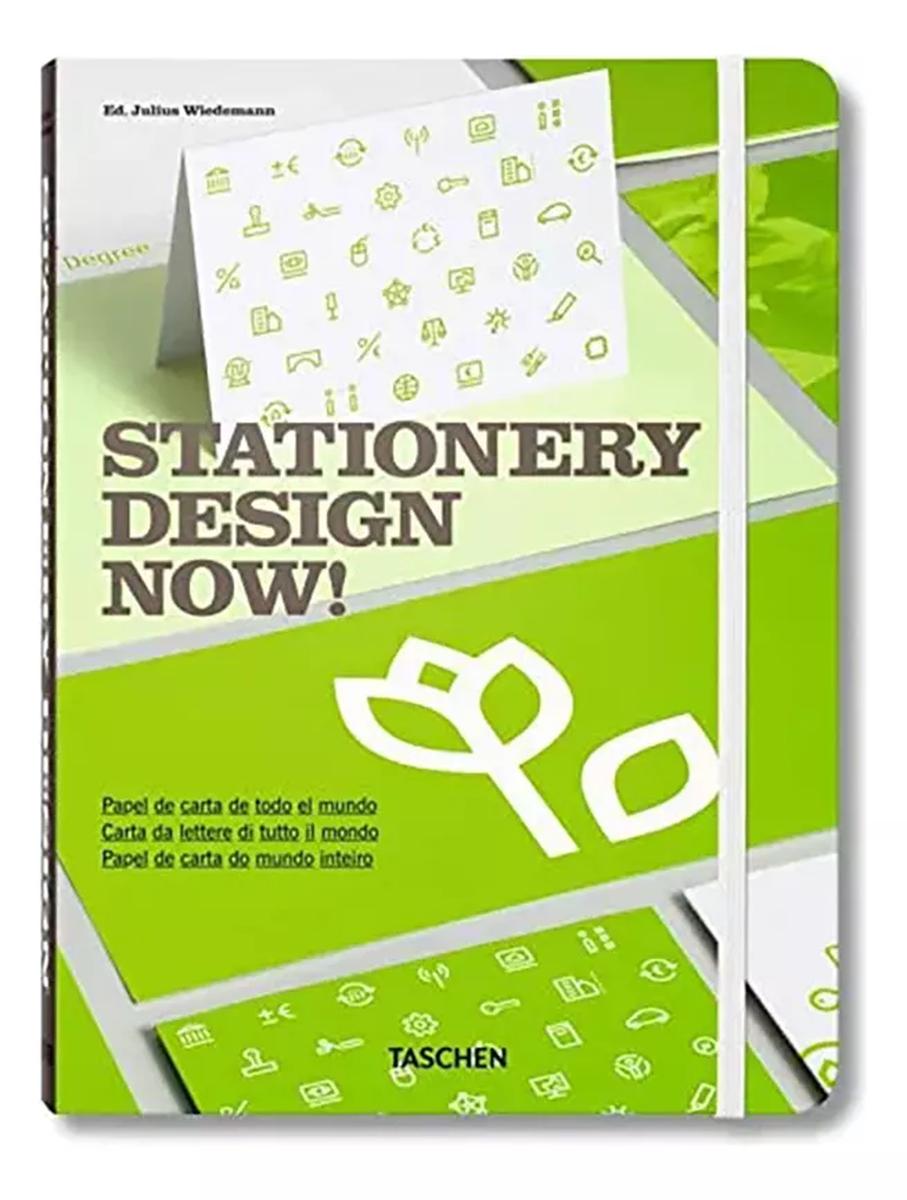 Ed. Julius Wiedemann
Degree
STATIONERY
DESIGN
NOW!
Papel de carta de todo el mundo
Carta da lettere di tutto il mondo
Papel de carta do mundo inteiro
TASCHEN